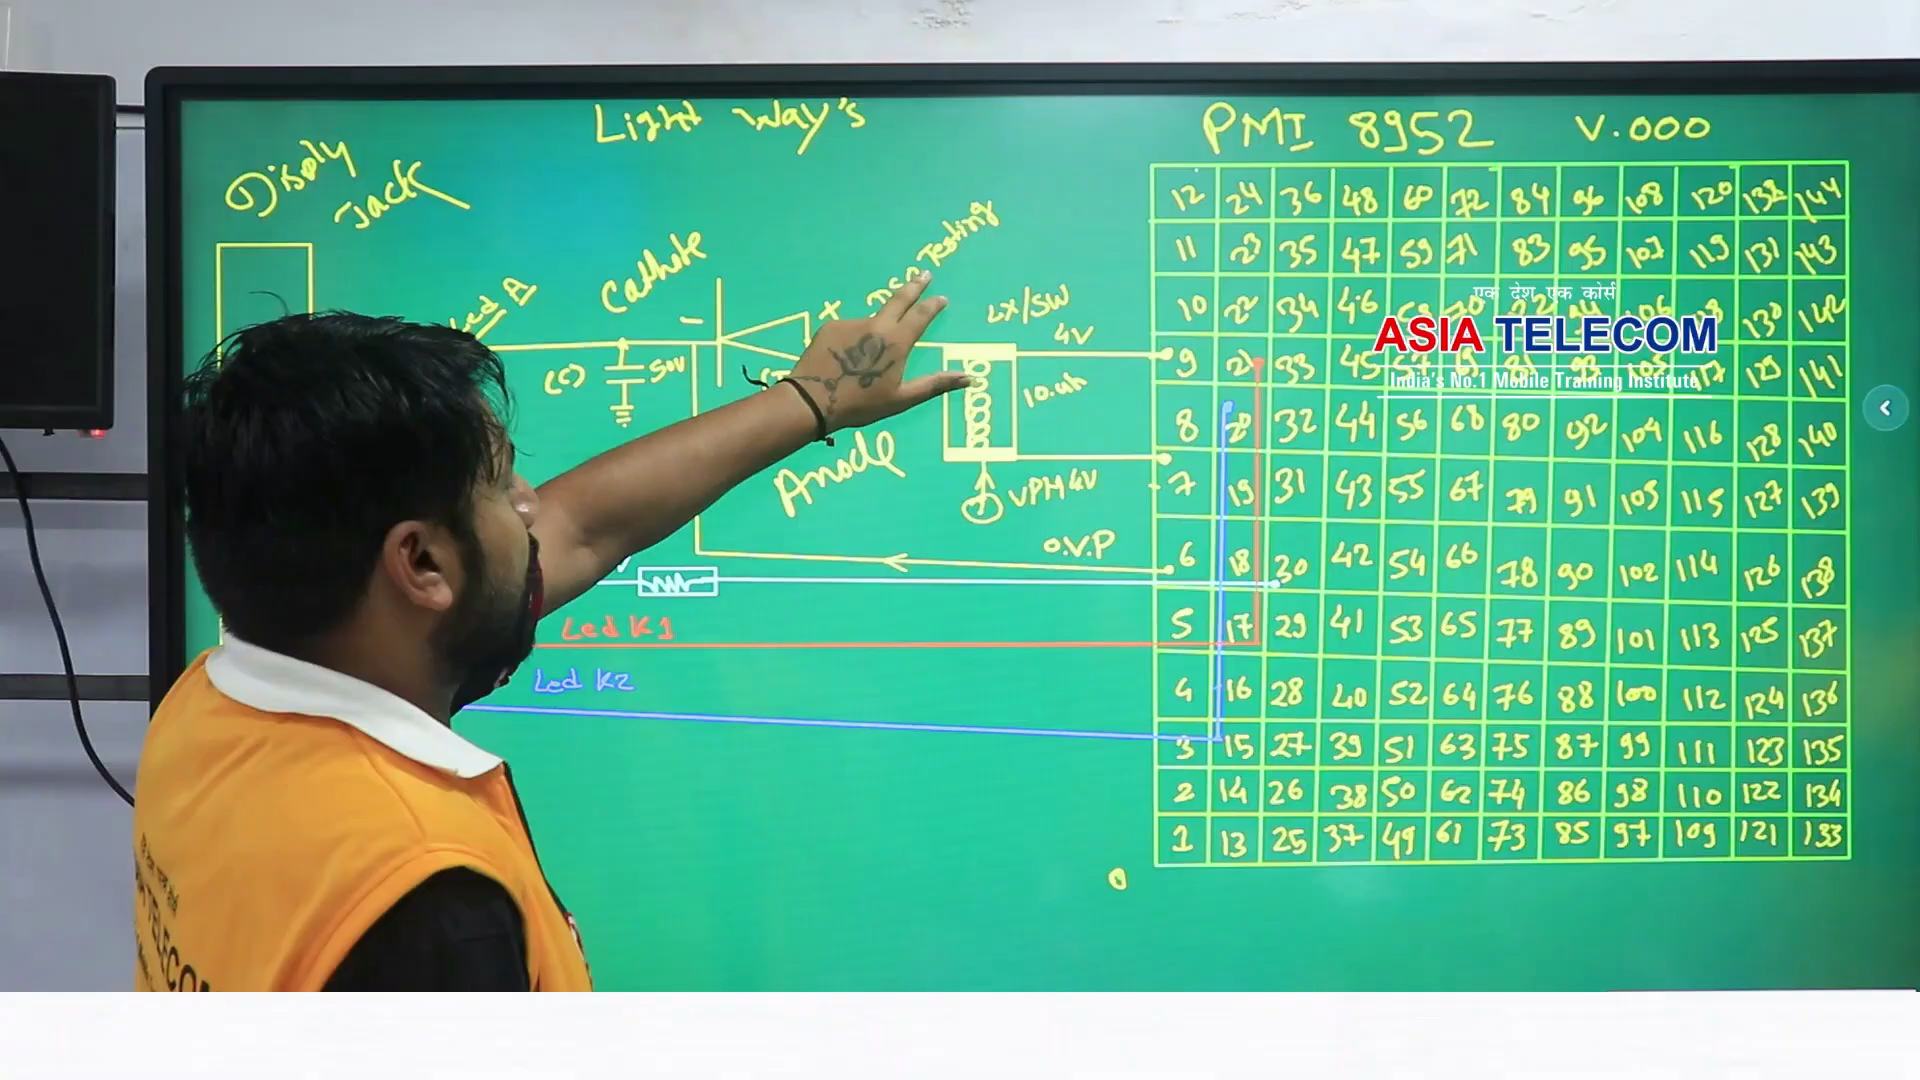 Light Way's
PMI 8952 V.000
Disply
Jack
Led A
Cathete
-
+
Testing
LX/SW
4V
(C)
50V
10.uh
Anode
VPH4V
O.V.P
Led K1
Led K2
12 24 36 48 60 72 84 96 108 120 132 144
11 23 35 47 59 71 83 95 107 119 131 143
10 22 34 46 130 142
9 21 33 45 129 141
8 20 32 44 56 68 80 92 104 116 128 140
7 19 31 43 55 67 79 91 103 115 127 139
6 18 30 42 54 66 78 90 102 114 126 138
5 17 29 41 53 65 77 89 101 113 125 137
4 16 28 40 52 64 76 88 100 112 124 136
3 15 27 39 51 63 75 87 99 111 123 135
2 14 26 38 50 62 74 86 98 110 122 134
1 13 25 37 49 61 73 85 97 109 121 133
एक देश एक कोर्स
ASIA TELECOM
India's No.1 Mobile Training Institute
TELECO